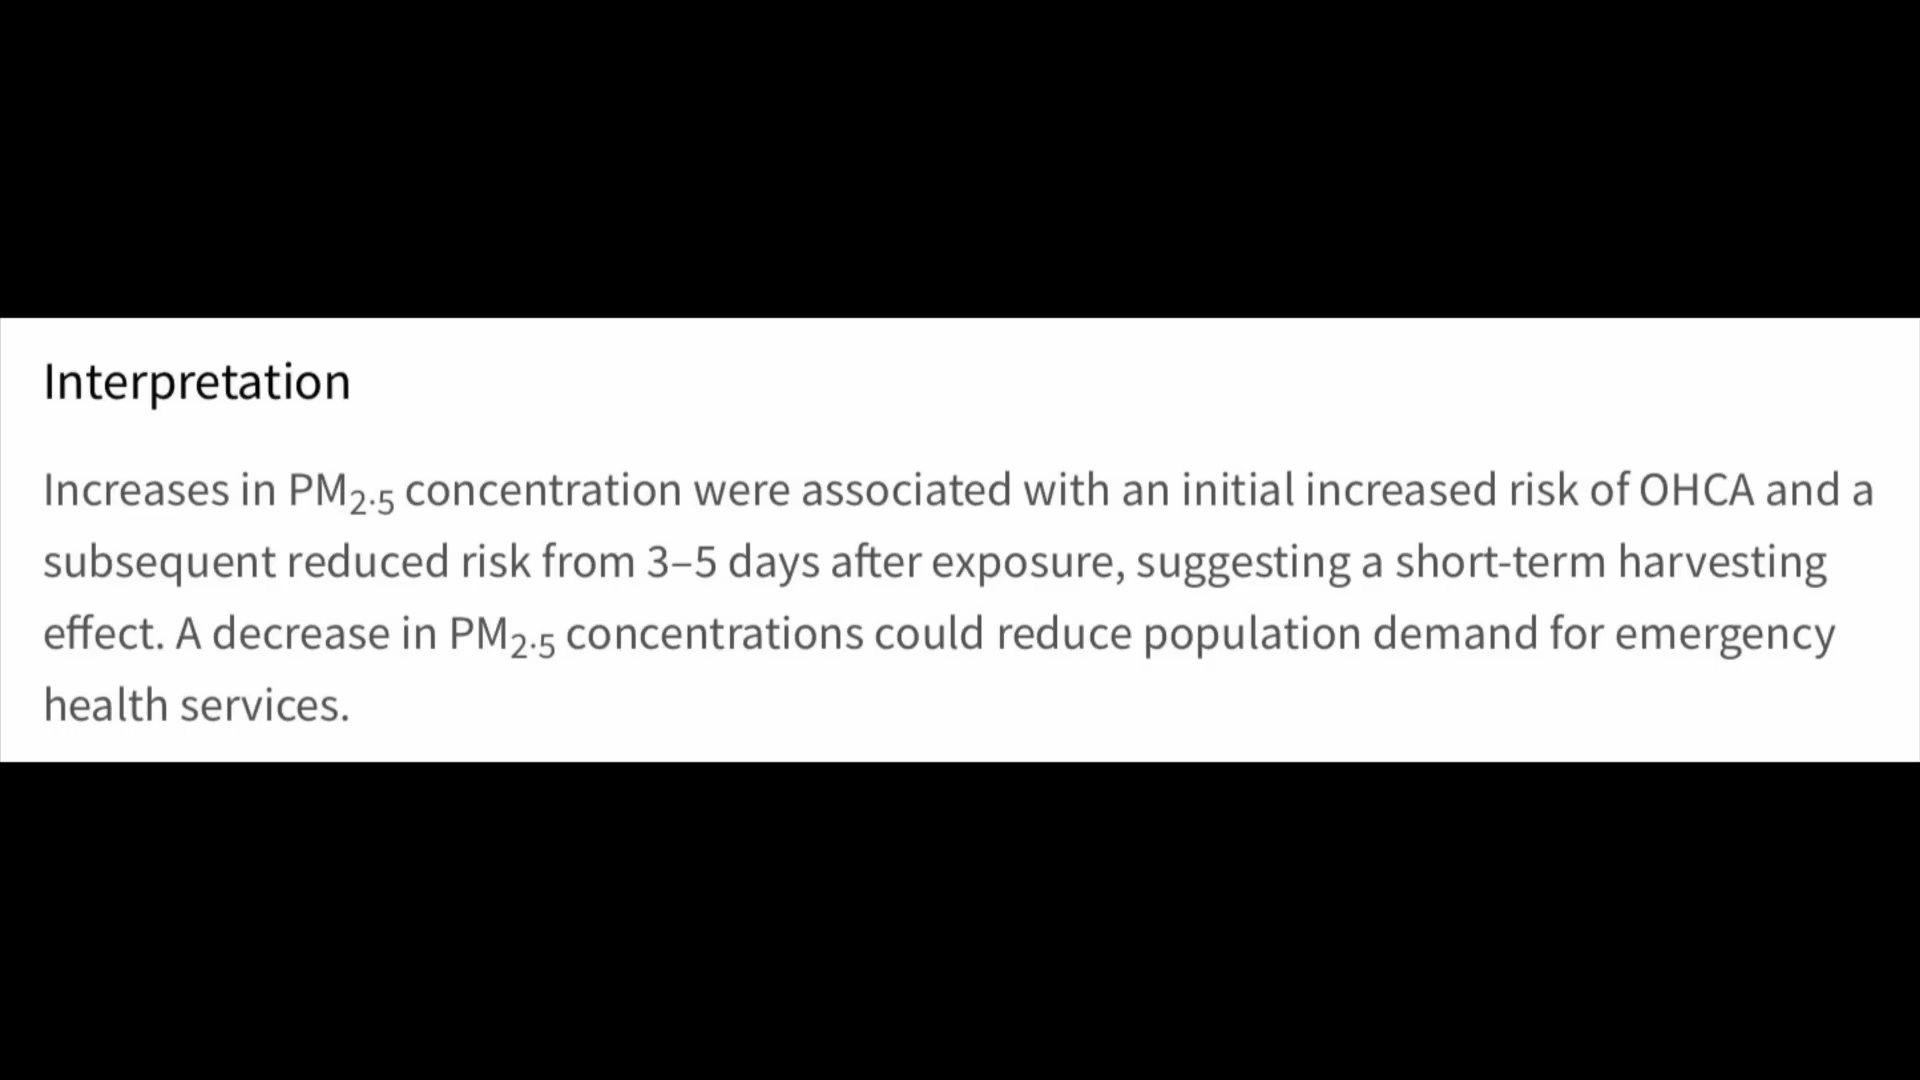 Interpretation
Increases in PM₂.₅ concentration were associated with an initial increased risk of OHCA and a
subsequent reduced risk from 3–5 days after exposure, suggesting a short-term harvesting
effect. A decrease in PM₂.₅ concentrations could reduce population demand for emergency
health services.